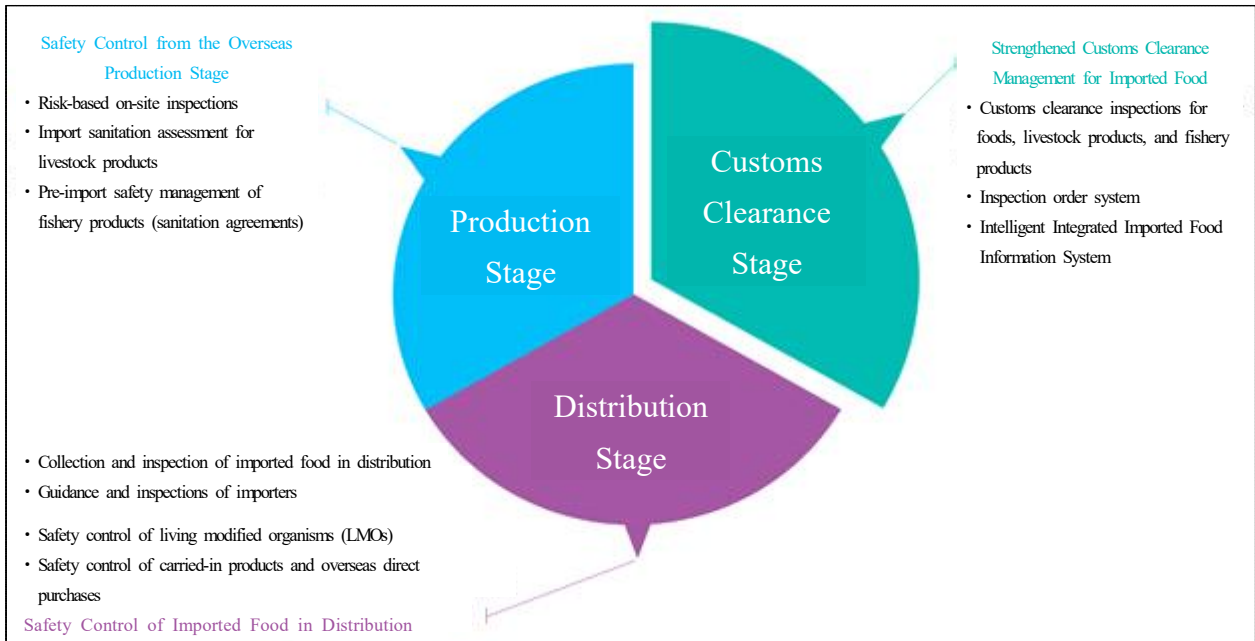 Safety Control from the Overseas
Production Stage
· Risk-based on-site inspections
· Import sanitation assessment for
livestock products
· Pre-import safety management of
fishery products (sanitation agreements)
Production
Stage
Customs
Clearance
Stage
Strengthened Customs Clearance
Management for Imported Food
· Customs clearance inspections for
foods, livestock products, and fishery
products
· Inspection order system
· Intelligent Integrated Imported Food
Information System
Distribution
Stage
· Collection and inspection of imported food in distribution
· Guidance and inspections of importers
· Safety control of living modified organisms (LMOs)
· Safety control of carried-in products and overseas direct
purchases
Safety Control of Imported Food in Distribution